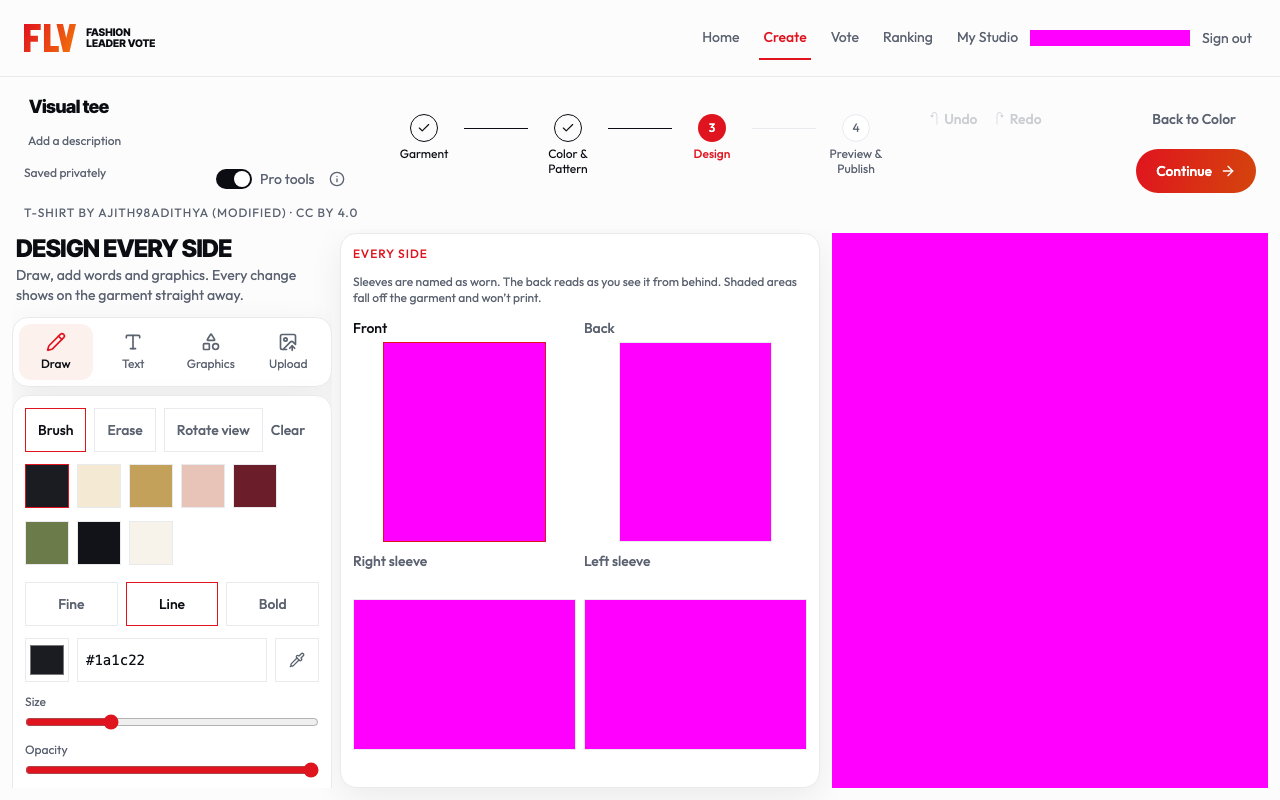 FLV FASHION
LEADER VOTE
Home Create Vote Ranking My Studio Sign out
Visual tee
Add a description
Saved privately
Pro tools
Garment
Color &
Pattern
3
Design
4
Preview &
Publish
Undo Redo
Back to Color
Continue
T-SHIRT BY AJITH98ADITHYA (MODIFIED) · CC BY 4.0
DESIGN EVERY SIDE
Draw, add words and graphics. Every change
shows on the garment straight away.
Draw Text Graphics Upload
Brush Erase Rotate view Clear
Fine Line Bold
#1a1c22
Size
Opacity
EVERY SIDE
Sleeves are named as worn. The back reads as you see it from behind. Shaded areas
fall off the garment and won't print.
Front Back
Right sleeve Left sleeve